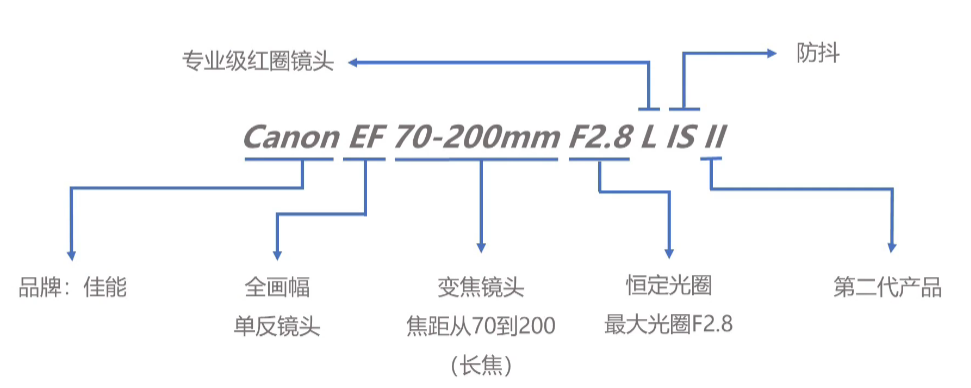 专业级红圈镜头
防抖
Canon EF 70-200mm F2.8 L IS II
品牌：佳能
全画幅
单反镜头
变焦镜头
焦距从70到200
（长焦）
恒定光圈
最大光圈F2.8
第二代产品